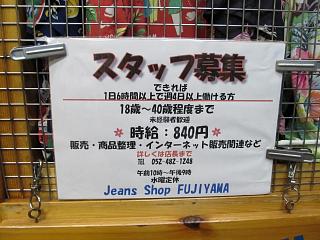 スタッフ募集
できれば
1日6時間以上で週4日以上働ける方
18歳～40歳程度まで
未経験者歓迎
＊時給：840円＊
販売・商品整理・インターネット販売関連など
詳しくは店長まで
TEL 052-482-1248
午前10時～午後9時
水曜定休
Jeans Shop FUJIYAMA